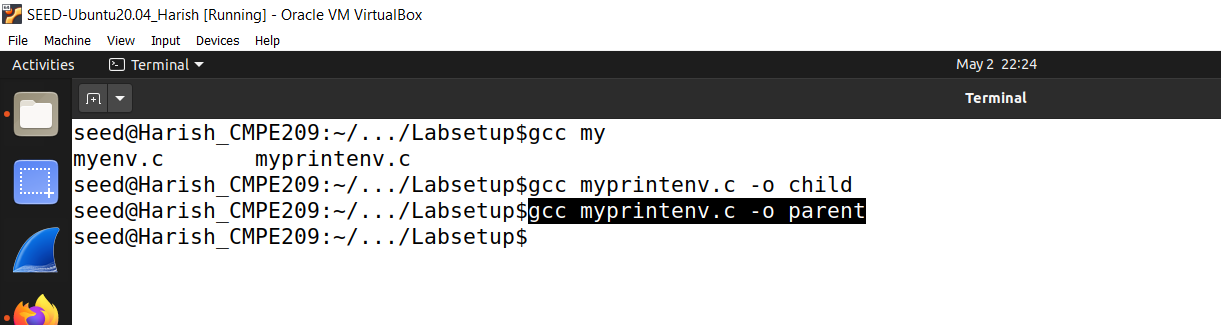 SEED-Ubuntu20.04_Harish [Running] - Oracle VM VirtualBox
File Machine View Input Devices Help
Activities Terminal May 2 22:24
Terminal
seed@Harish_CMPE209:~/.../Labsetup$gcc my
myenv.c       myprintenv.c
seed@Harish_CMPE209:~/.../Labsetup$gcc myprintenv.c -o child
seed@Harish_CMPE209:~/.../Labsetup$gcc myprintenv.c -o parent
seed@Harish_CMPE209:~/.../Labsetup$